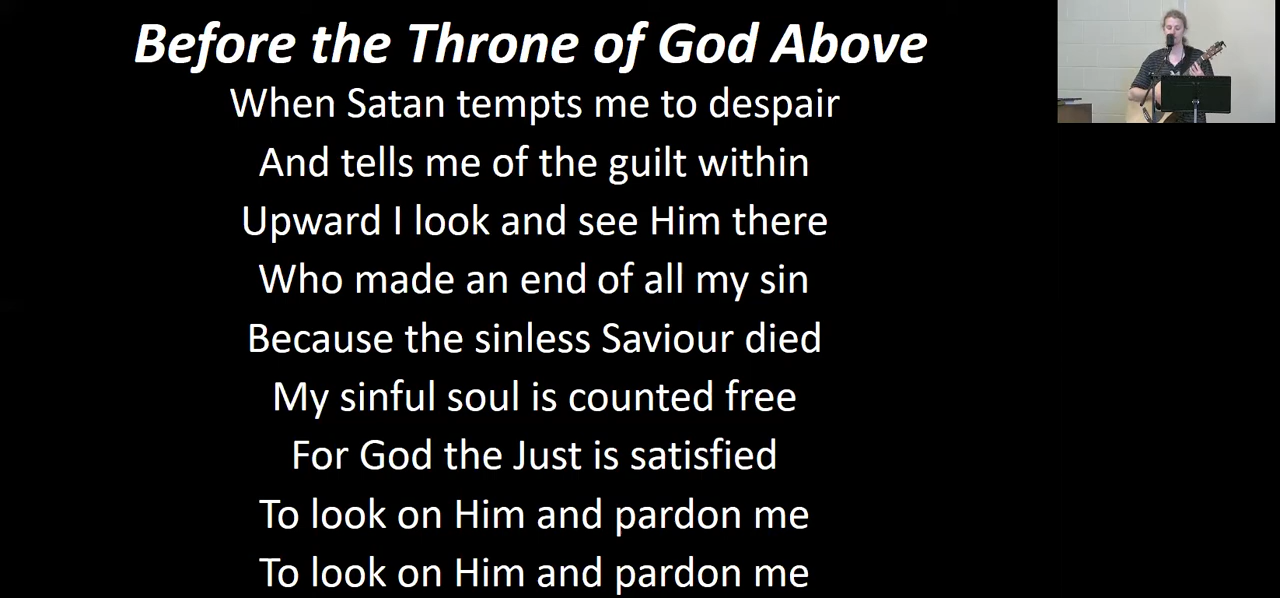 Before the Throne of God Above
When Satan tempts me to despair
And tells me of the guilt within
Upward I look and see Him there
Who made an end of all my sin
Because the sinless Saviour died
My sinful soul is counted free
For God the Just is satisfied
To look on Him and pardon me
To look on Him and pardon me